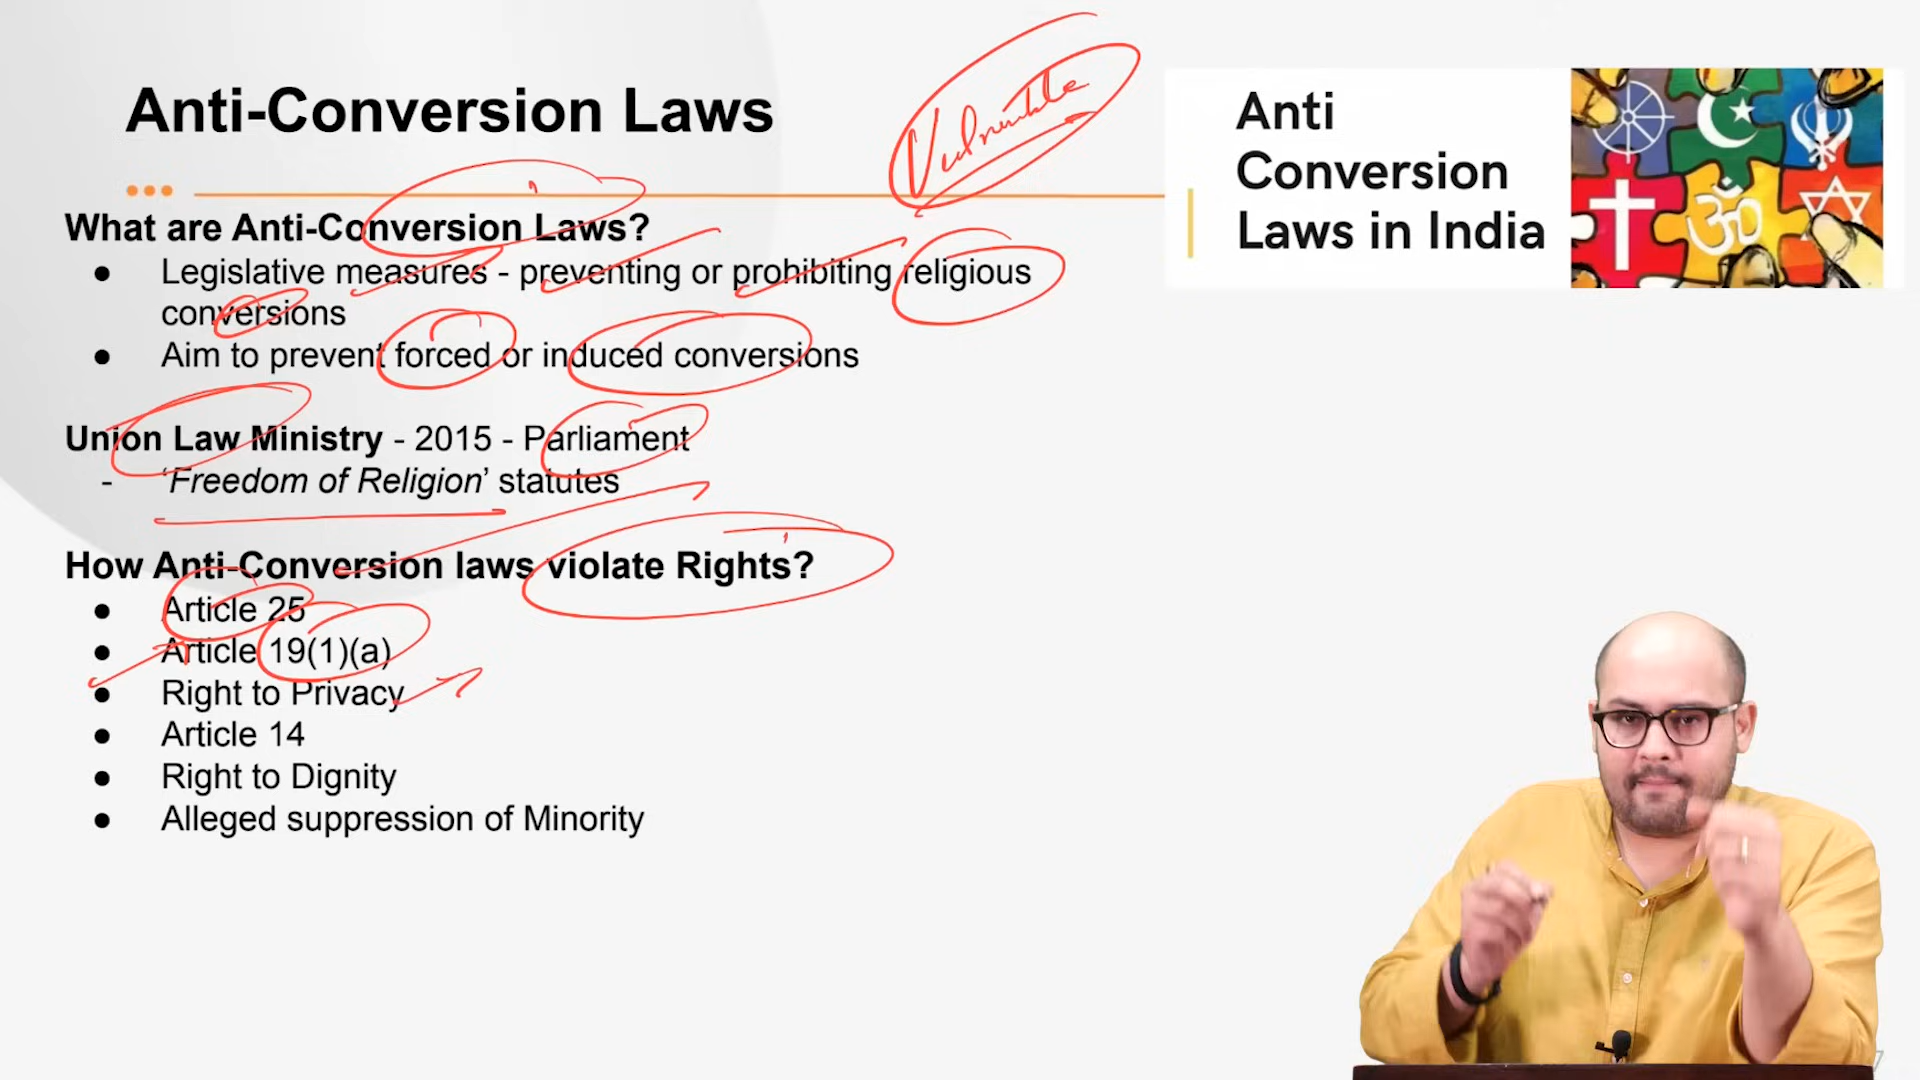 Anti-Conversion Laws
Vulnerable
Anti
Conversion
Laws in India
What are Anti-Conversion Laws?
● Legislative measures - preventing or prohibiting religious
conversions
● Aim to prevent forced or induced conversions
Union Law Ministry - 2015 - Parliament
- ‘Freedom of Religion’ statutes
How Anti-Conversion laws violate Rights?
● Article 25
● Article 19(1)(a)
● Right to Privacy
● Article 14
● Right to Dignity
● Alleged suppression of Minority
7